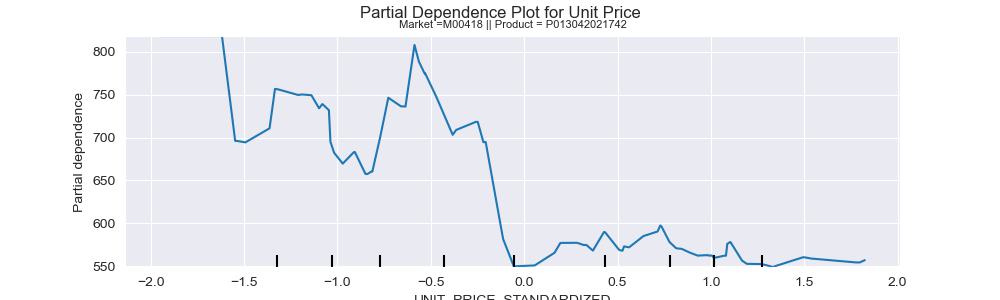 Partial Dependence Plot for Unit Price
Market =M00418 || Product = P013042021742
Partial dependence
800
750
700
650
600
550
−2.0 −1.5 −1.0 −0.5 0.0 0.5 1.0 1.5 2.0
UNIT_PRICE_STANDARDIZED